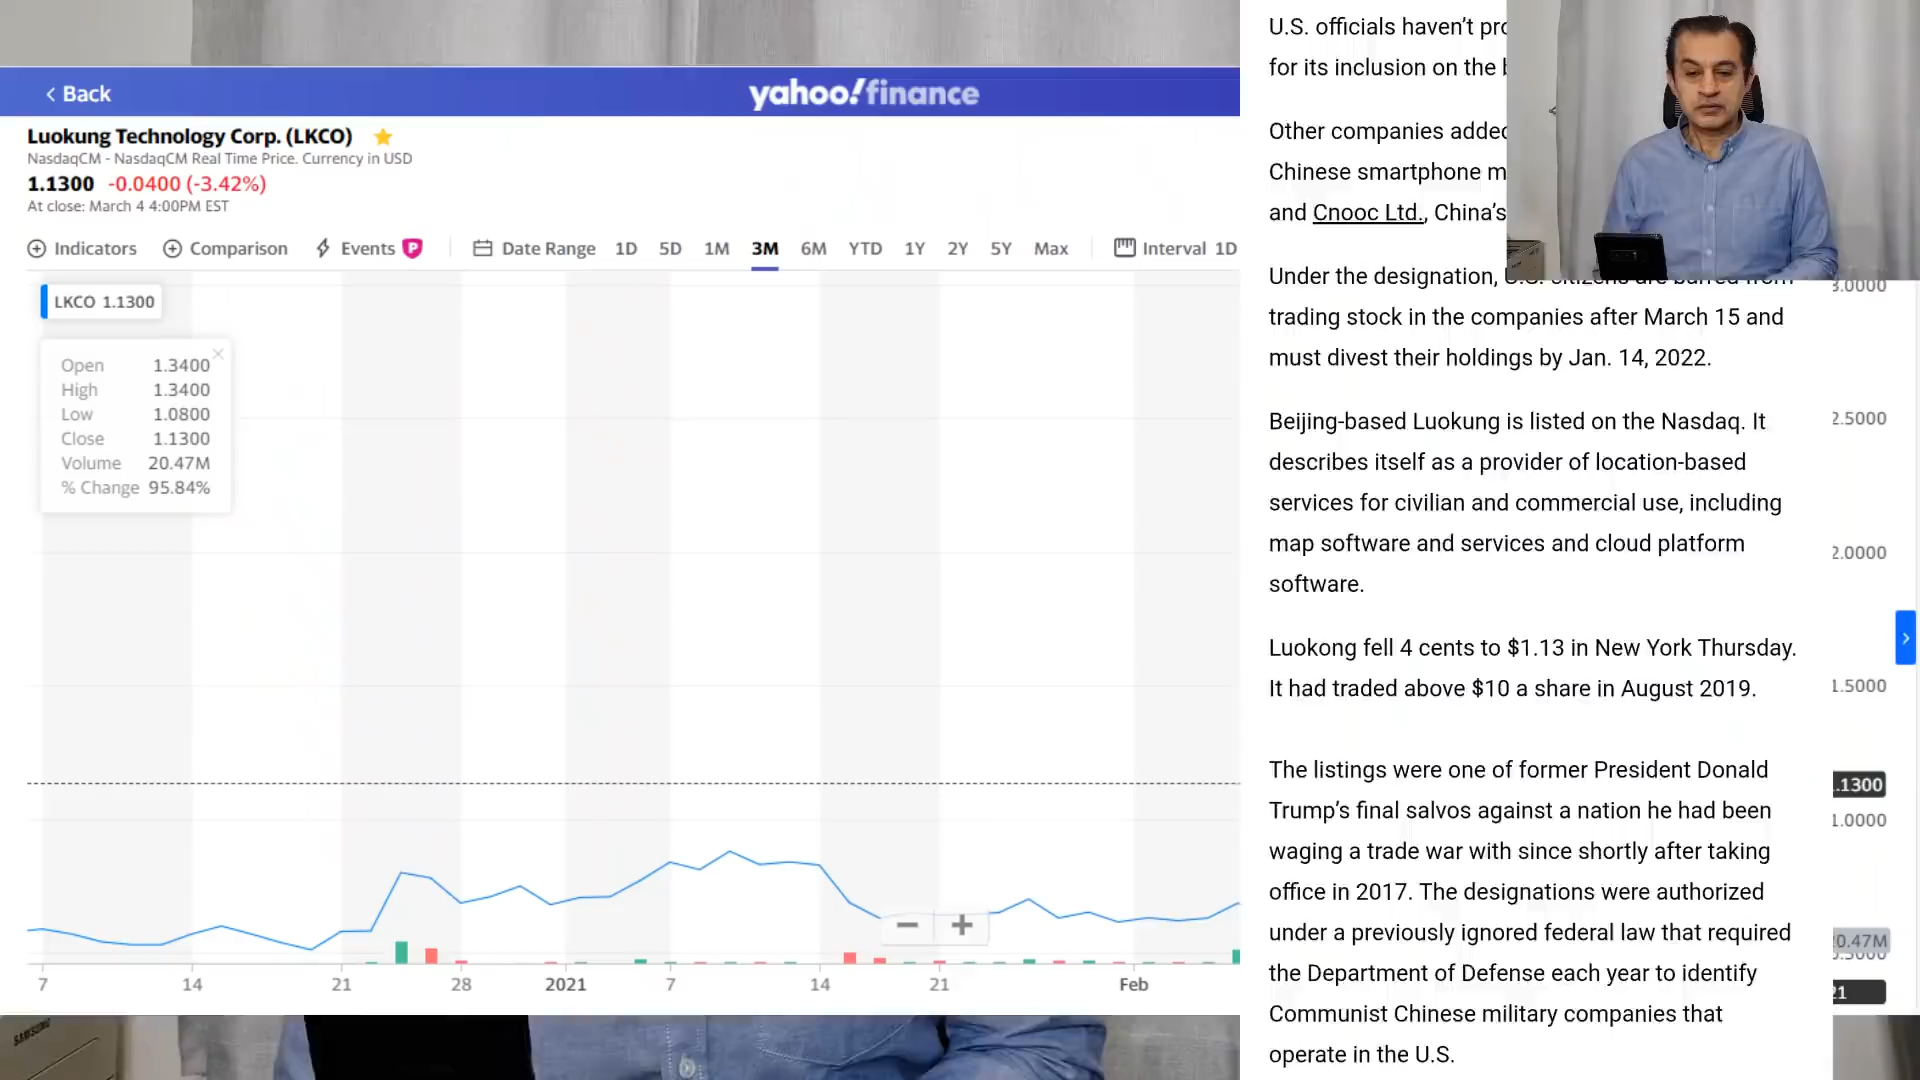 Back
yahoo!finance
Luokung Technology Corp. (LKCO)
NasdaqCM - NasdaqCM Real Time Price. Currency in USD
1.1300 -0.0400 (-3.42%)
At close: March 4 4:00PM EST
Indicators Comparison Events P Date Range 1D 5D 1M 3M 6M YTD 1Y 2Y 5Y Max Interval 1D
LKCO 1.1300
Open 1.3400
High 1.3400
Low 1.0800
Close 1.1300
Volume 20.47M
% Change 95.84%
7 14 21 28 2021 7 14 21 Feb
SAMSUNG
U.S. officials haven't
for its inclusion on the
Other companies added
Chinese smartphone
and Cnooc Ltd., China's
Under the designation, U.S. citizens are barred from
trading stock in the companies after March 15 and
must divest their holdings by Jan. 14, 2022.
Beijing-based Luokung is listed on the Nasdaq. It
describes itself as a provider of location-based
services for civilian and commercial use, including
map software and services and cloud platform
software.
Luokong fell 4 cents to $1.13 in New York Thursday.
It had traded above $10 a share in August 2019.
The listings were one of former President Donald
Trump's final salvos against a nation he had been
waging a trade war with since shortly after taking
office in 2017. The designations were authorized
under a previously ignored federal law that required
the Department of Defense each year to identify
Communist Chinese military companies that
operate in the U.S.
3.0000
2.5000
2.0000
1.5000
.1300
1.0000
0.47M
21